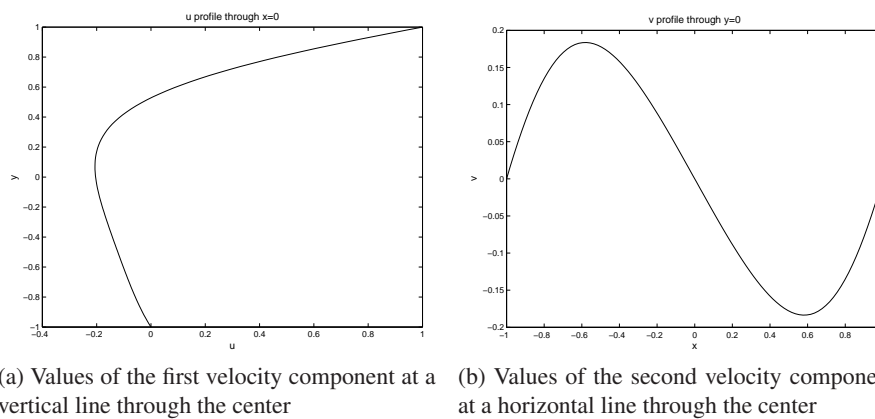 u profile through x=0
1
0.8
0.6
0.4
0.2
0
−0.2
−0.4
−0.6
−0.8
−1
y
−0.4 −0.2 0 0.2 0.4 0.6 0.8 1
u
v profile through y=0
0.2
0.15
0.1
0.05
0
−0.05
−0.1
−0.15
−0.2
v
−1 −0.8 −0.6 −0.4 −0.2 0 0.2 0.4 0.6 0.8
x
(a) Values of the first velocity component at a
vertical line through the center
(b) Values of the second velocity compone
at a horizontal line through the center